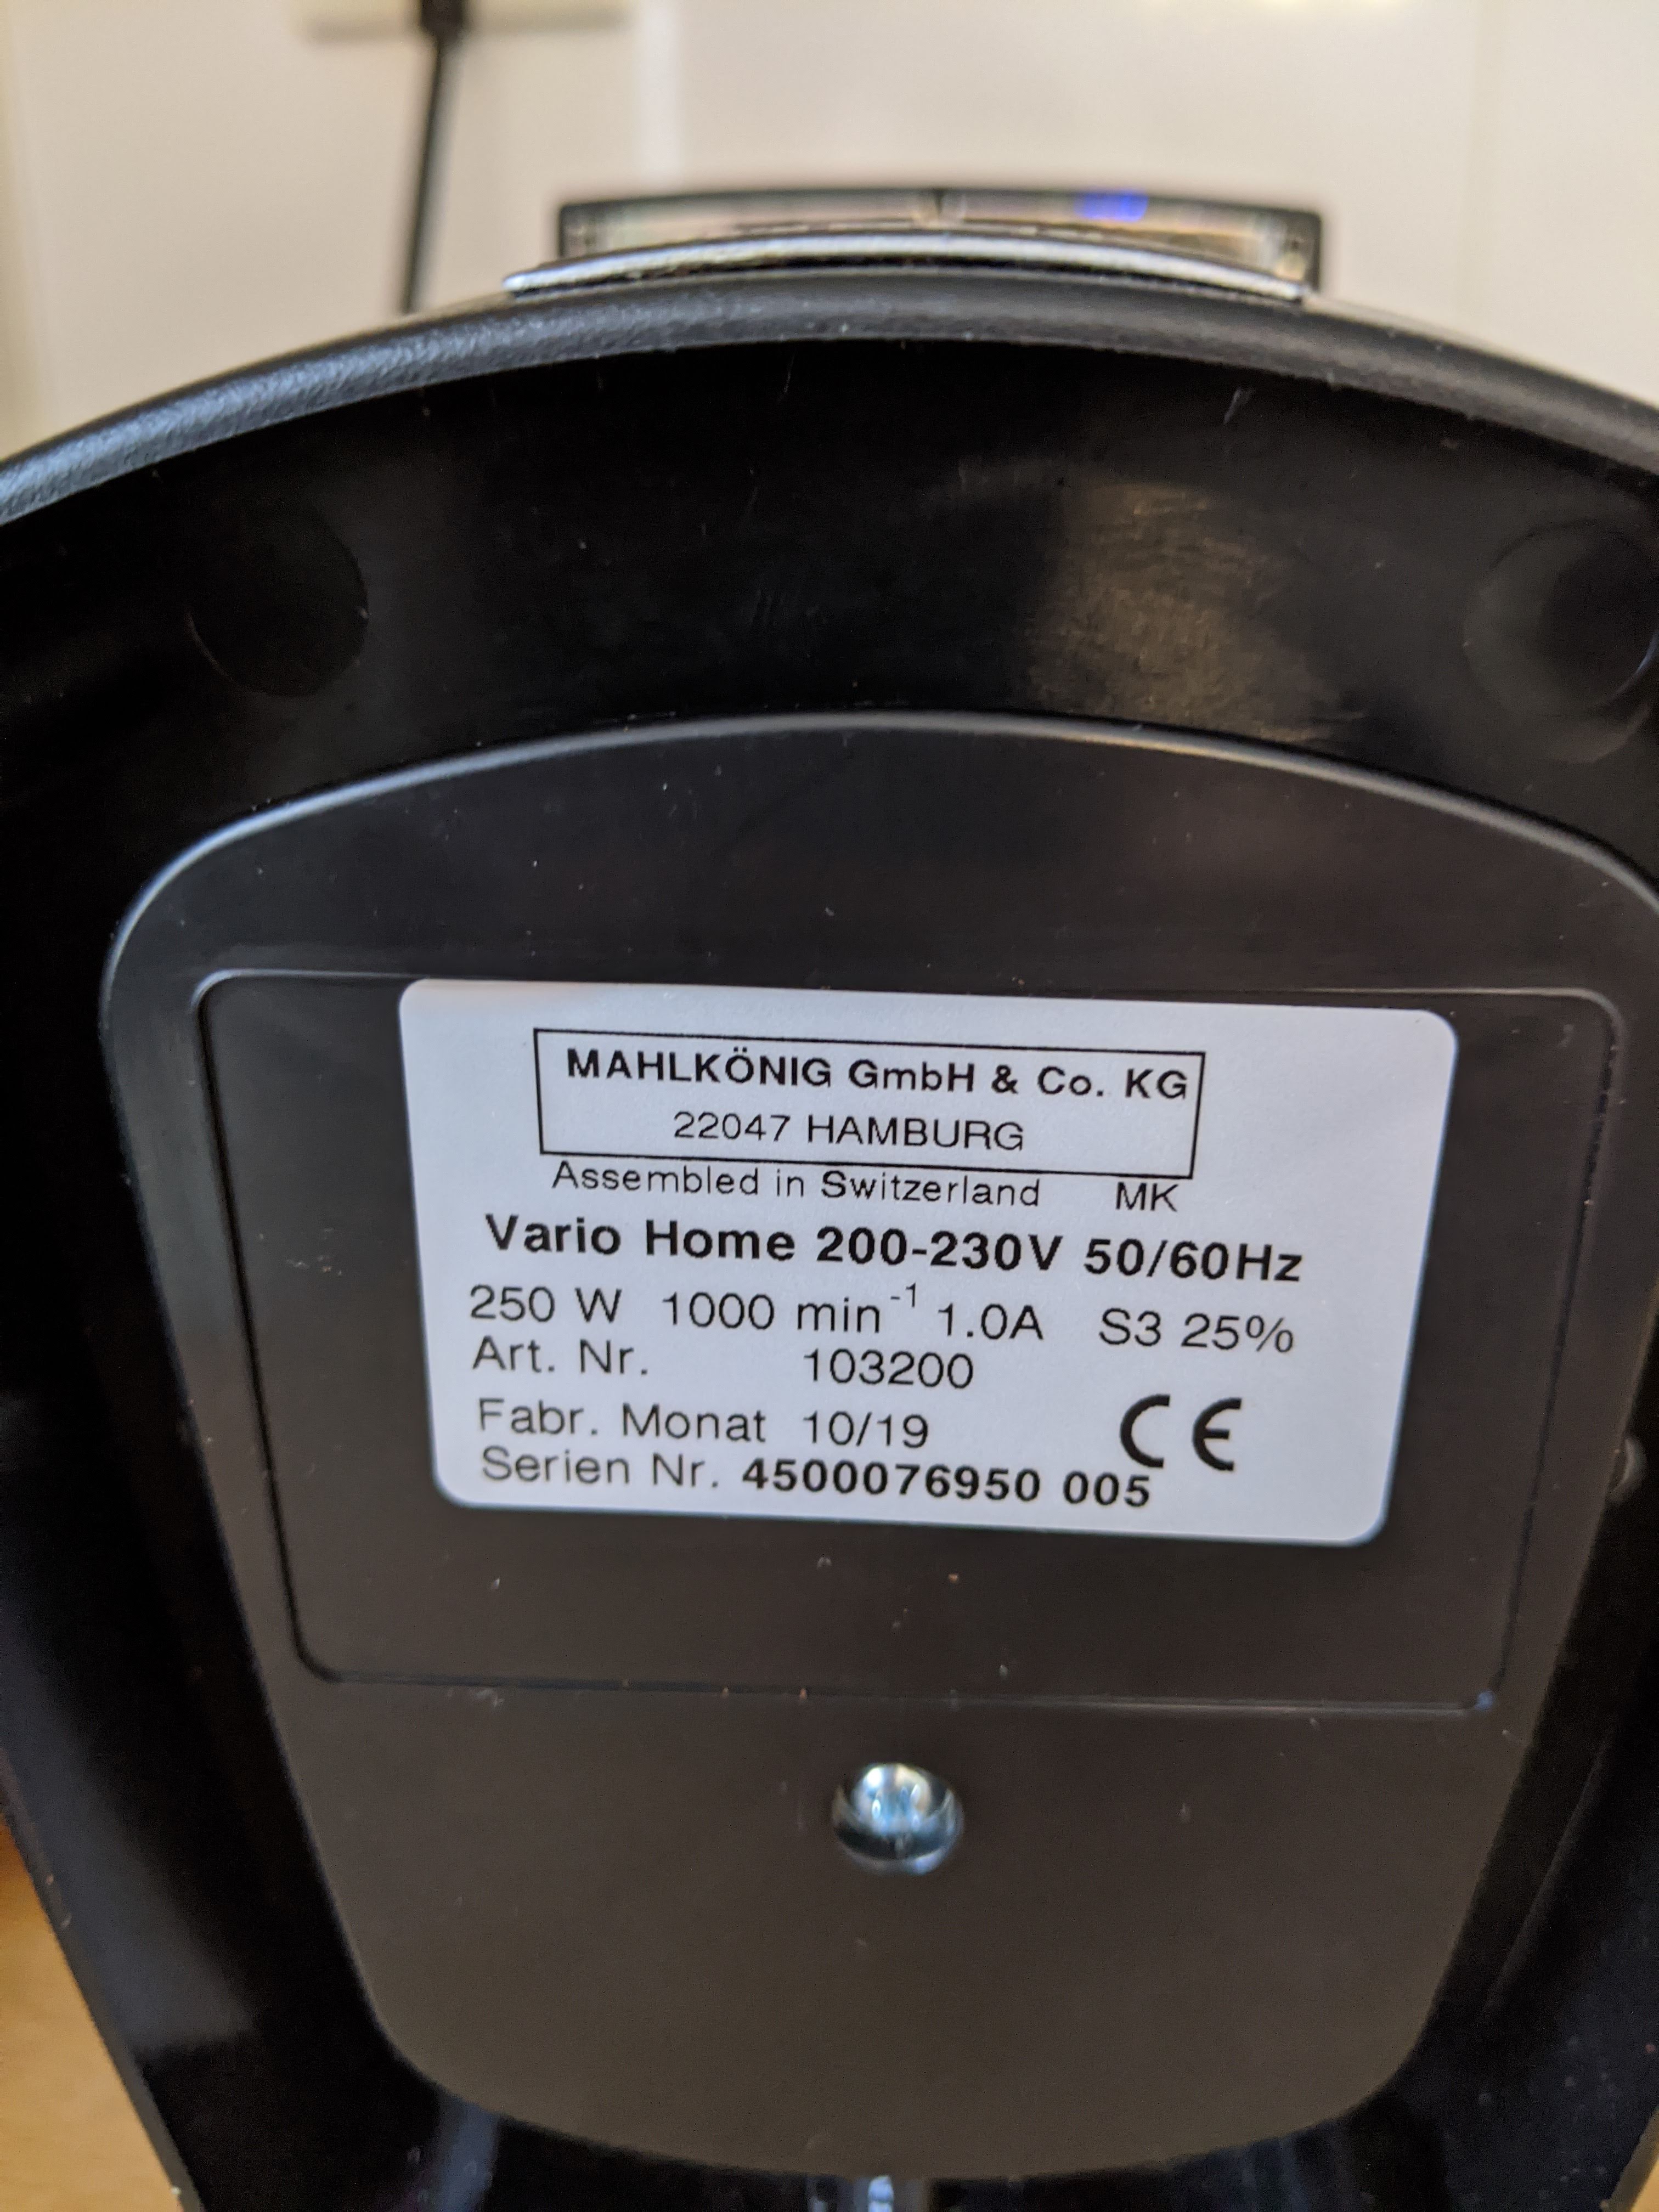 MAHLKÖNIG GmbH & Co. KG
22047 HAMBURG
Assembled in Switzerland MK
Vario Home 200-230V 50/60Hz
250 W 1000 min⁻¹ 1.0A S3 25%
Art. Nr. 103200
Fabr. Monat 10/19 CE
Serien Nr. 4500076950 005